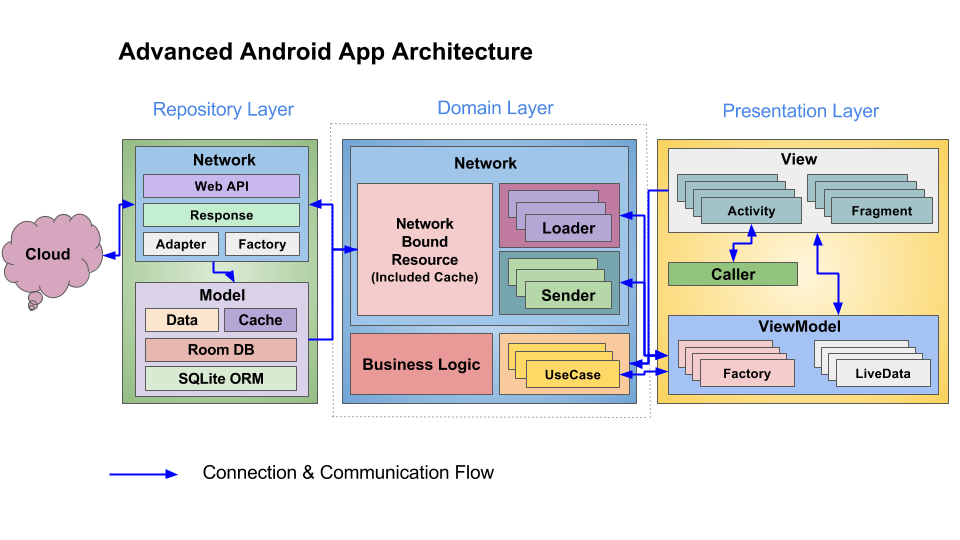 Advanced Android App Architecture
Repository Layer
Domain Layer
Presentation Layer
Cloud
Network
Web API
Response
Adapter
Factory
Model
Data
Cache
Room DB
SQLite ORM
Network
Network
Bound
Resource
(Included Cache)
Loader
Sender
Business Logic
UseCase
View
Activity
Fragment
Caller
ViewModel
Factory
LiveData
Connection & Communication Flow